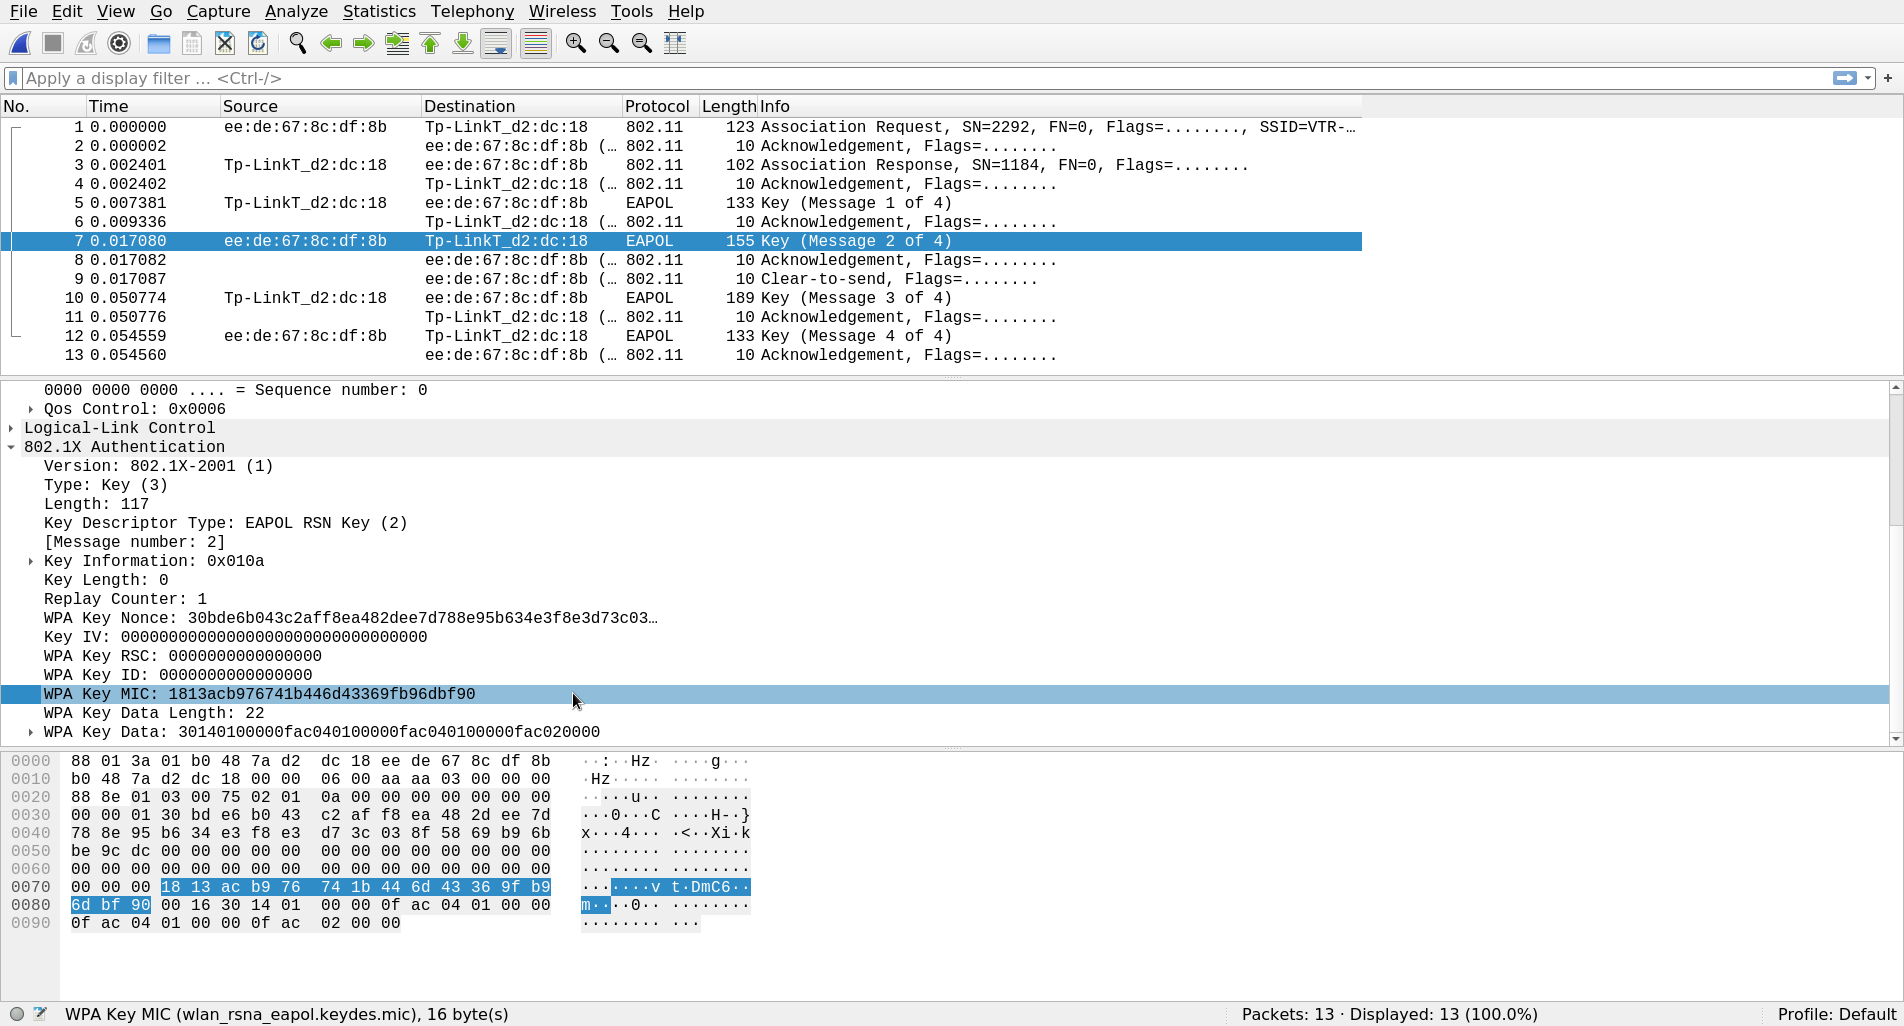 File Edit View Go Capture Analyze Statistics Telephony Wireless Tools Help
Apply a display filter … <Ctrl-/>
+
No. Time Source Destination Protocol Length Info
1 0.000000 ee:de:67:8c:df:8b Tp-LinkT_d2:dc:18 802.11 123 Association Request, SN=2292, FN=0, Flags=........, SSID=VTR-…
2 0.000002 ee:de:67:8c:df:8b (… 802.11 10 Acknowledgement, Flags=........
3 0.002401 Tp-LinkT_d2:dc:18 ee:de:67:8c:df:8b 802.11 102 Association Response, SN=1184, FN=0, Flags=........
4 0.002402 Tp-LinkT_d2:dc:18 (… 802.11 10 Acknowledgement, Flags=........
5 0.007381 Tp-LinkT_d2:dc:18 ee:de:67:8c:df:8b EAPOL 133 Key (Message 1 of 4)
6 0.009336 Tp-LinkT_d2:dc:18 (… 802.11 10 Acknowledgement, Flags=........
7 0.017080 ee:de:67:8c:df:8b Tp-LinkT_d2:dc:18 EAPOL 155 Key (Message 2 of 4)
8 0.017082 ee:de:67:8c:df:8b (… 802.11 10 Acknowledgement, Flags=........
9 0.017087 ee:de:67:8c:df:8b (… 802.11 10 Clear-to-send, Flags=........
10 0.050774 Tp-LinkT_d2:dc:18 ee:de:67:8c:df:8b EAPOL 189 Key (Message 3 of 4)
11 0.050776 Tp-LinkT_d2:dc:18 (… 802.11 10 Acknowledgement, Flags=........
12 0.054559 ee:de:67:8c:df:8b Tp-LinkT_d2:dc:18 EAPOL 133 Key (Message 4 of 4)
13 0.054560 ee:de:67:8c:df:8b (… 802.11 10 Acknowledgement, Flags=........
0000 0000 0000 .... = Sequence number: 0
Qos Control: 0x0006
Logical-Link Control
802.1X Authentication
Version: 802.1X-2001 (1)
Type: Key (3)
Length: 117
Key Descriptor Type: EAPOL RSN Key (2)
[Message number: 2]
Key Information: 0x010a
Key Length: 0
Replay Counter: 1
WPA Key Nonce: 30bde6b043c2aff8ea482dee7d788e95b634e3f8e3d73c03…
Key IV: 00000000000000000000000000000000
WPA Key RSC: 0000000000000000
WPA Key ID: 0000000000000000
WPA Key MIC: 1813acb976741b446d43369fb96dbf90
WPA Key Data Length: 22
WPA Key Data: 30140100000fac040100000fac040100000fac020000
0000 88 01 3a 01 b0 48 7a d2 dc 18 ee de 67 8c df 8b ··:··Hz· ····g···
0010 b0 48 7a d2 dc 18 00 00 06 00 aa aa 03 00 00 00 ·Hz····· ········
0020 88 8e 01 03 00 75 02 01 0a 00 00 00 00 00 00 00 ·····u·· ········
0030 00 00 01 30 bd e6 b0 43 c2 af f8 ea 48 2d ee 7d ···0···C ····H-·}
0040 78 8e 95 b6 34 e3 f8 e3 d7 3c 03 8f 58 69 b9 6b x···4··· ·<··Xi·k
0050 be 9c dc 00 00 00 00 00 00 00 00 00 00 00 00 00 ········ ········
0060 00 00 00 00 00 00 00 00 00 00 00 00 00 00 00 00 ········ ········
0070 00 00 00 18 13 ac b9 76 74 1b 44 6d 43 36 9f b9 ·······v t·DmC6··
0080 6d bf 90 00 16 30 14 01 00 00 0f ac 04 01 00 00 m····0·· ········
0090 0f ac 04 01 00 00 0f ac 02 00 00 ········ ···
WPA Key MIC (wlan_rsna_eapol.keydes.mic), 16 byte(s) Packets: 13 · Displayed: 13 (100.0%) Profile: Default